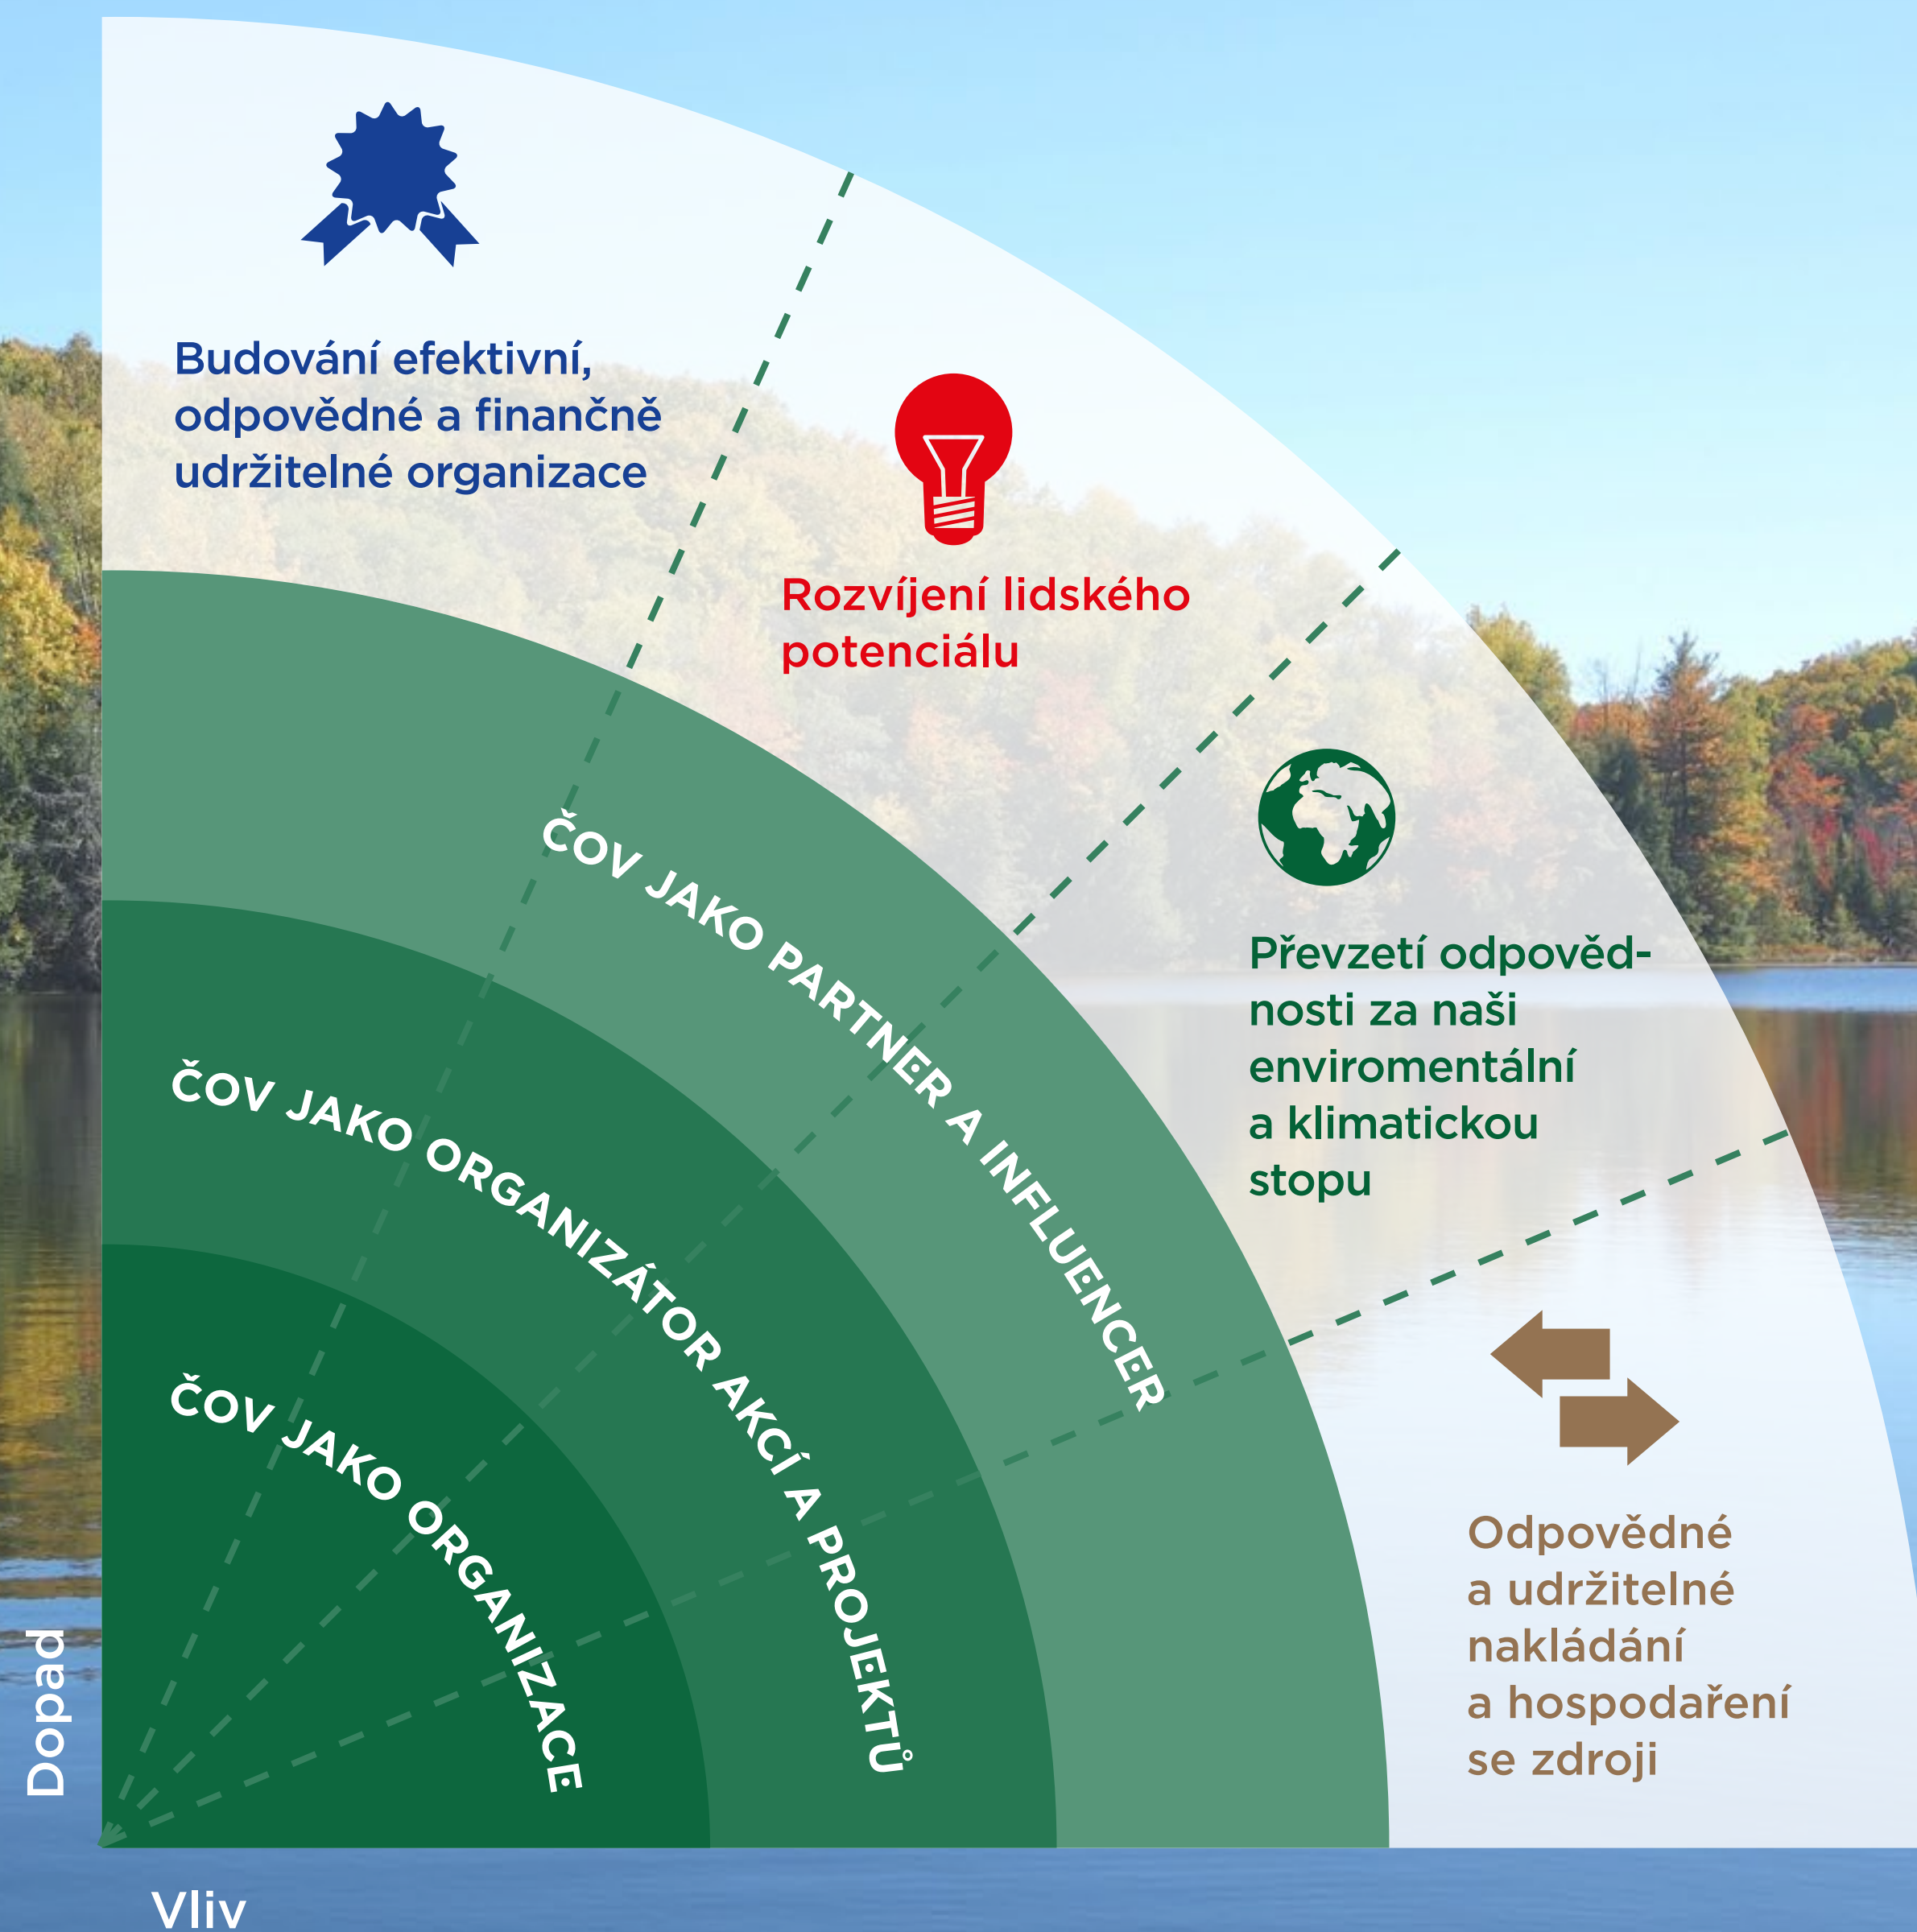 Budování efektivní,
odpovědné a finančně
udržitelné organizace
Rozvíjení lidského
potenciálu
Převzetí odpověd-
nosti za naši
enviromentální
a klimatickou
stopu
Odpovědné
a udržitelné
nakládání
a hospodaření
se zdroji
ČOV JAKO PARTNER A INFLUENCER
ČOV JAKO ORGANIZÁTOR AKCÍ A PROJEKTŮ
ČOV JAKO ORGANIZACE
Dopad
Vliv